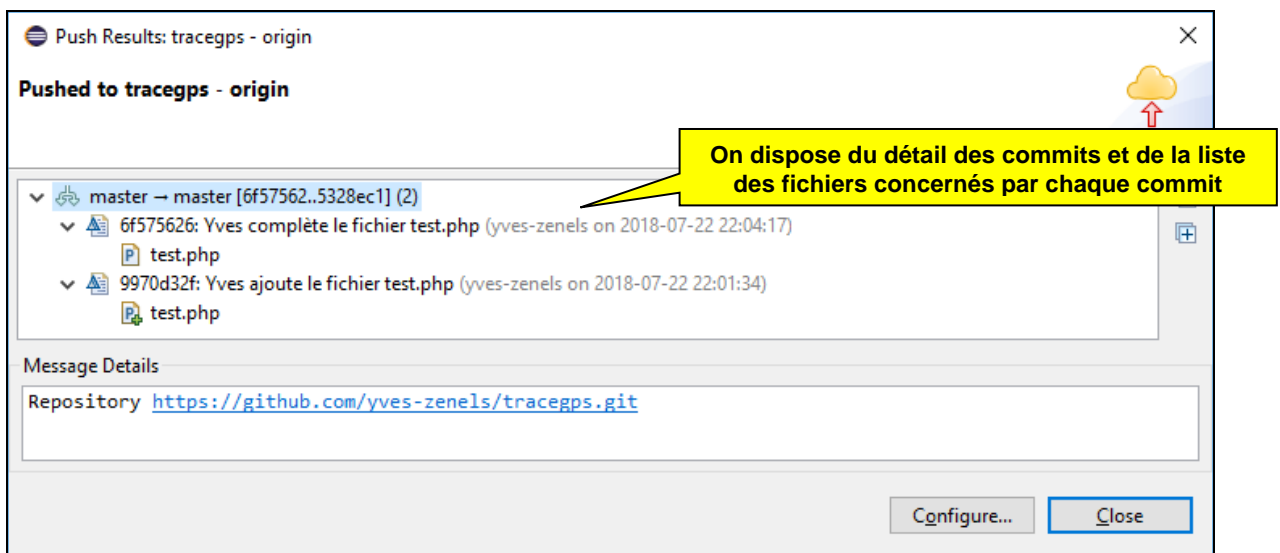 Push Results: tracegps - origin
Pushed to tracegps - origin
On dispose du détail des commits et de la liste
des fichiers concernés par chaque commit
master → master [6f57562..5328ec1] (2)
6f575626: Yves complète le fichier test.php (yves-zenels on 2018-07-22 22:04:17)
test.php
9970d32f: Yves ajoute le fichier test.php (yves-zenels on 2018-07-22 22:01:34)
test.php
Message Details
Repository https://github.com/yves-zenels/tracegps.git
Configure...
Close